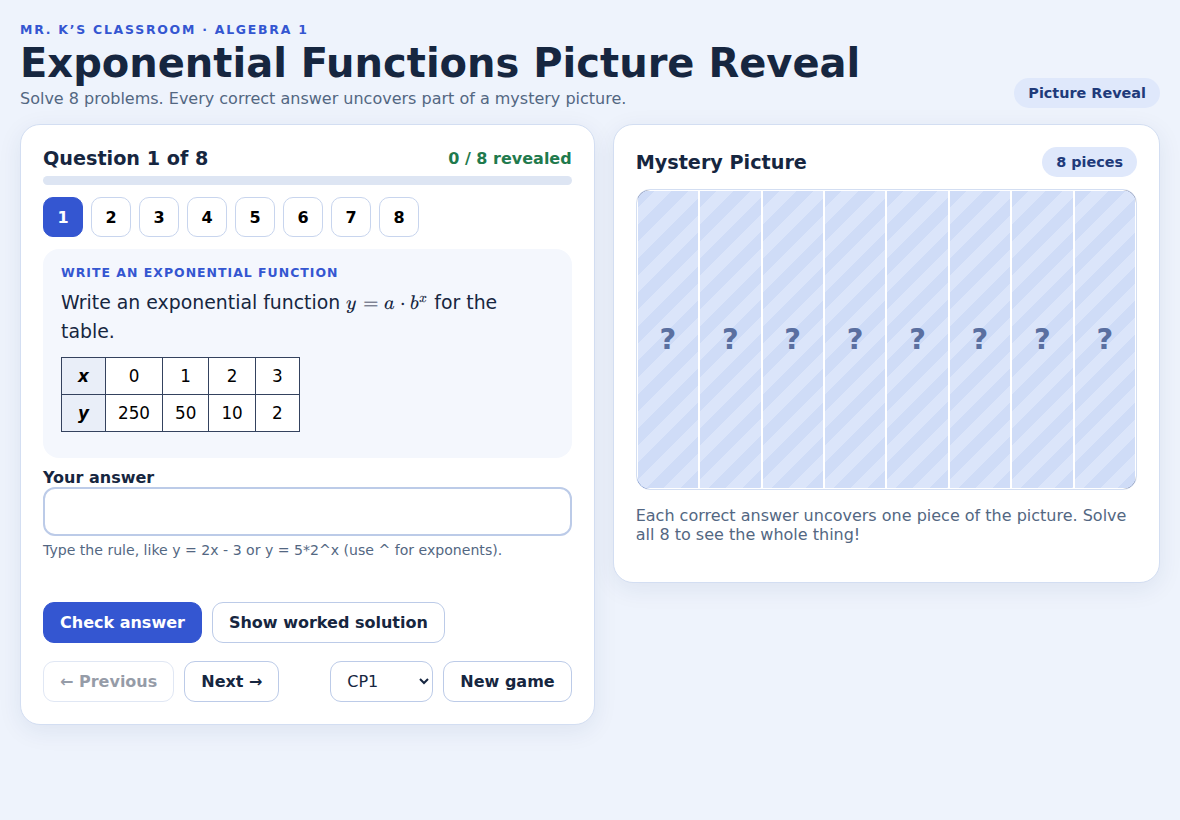 MR. K'S CLASSROOM · ALGEBRA 1
Exponential Functions Picture Reveal
Solve 8 problems. Every correct answer uncovers part of a mystery picture.
Picture Reveal
Question 1 of 8
0 / 8 revealed
1 2 3 4 5 6 7 8
WRITE AN EXPONENTIAL FUNCTION
Write an exponential function y = a · b^x for the
table.
x 0 1 2 3
y 250 50 10 2
Your answer
Type the rule, like y = 2x - 3 or y = 5*2^x (use ^ for exponents).
Check answer
Show worked solution
← Previous
Next →
CP1
New game
Mystery Picture
8 pieces
? ? ? ? ? ? ? ?
Each correct answer uncovers one piece of the picture. Solve
all 8 to see the whole thing!